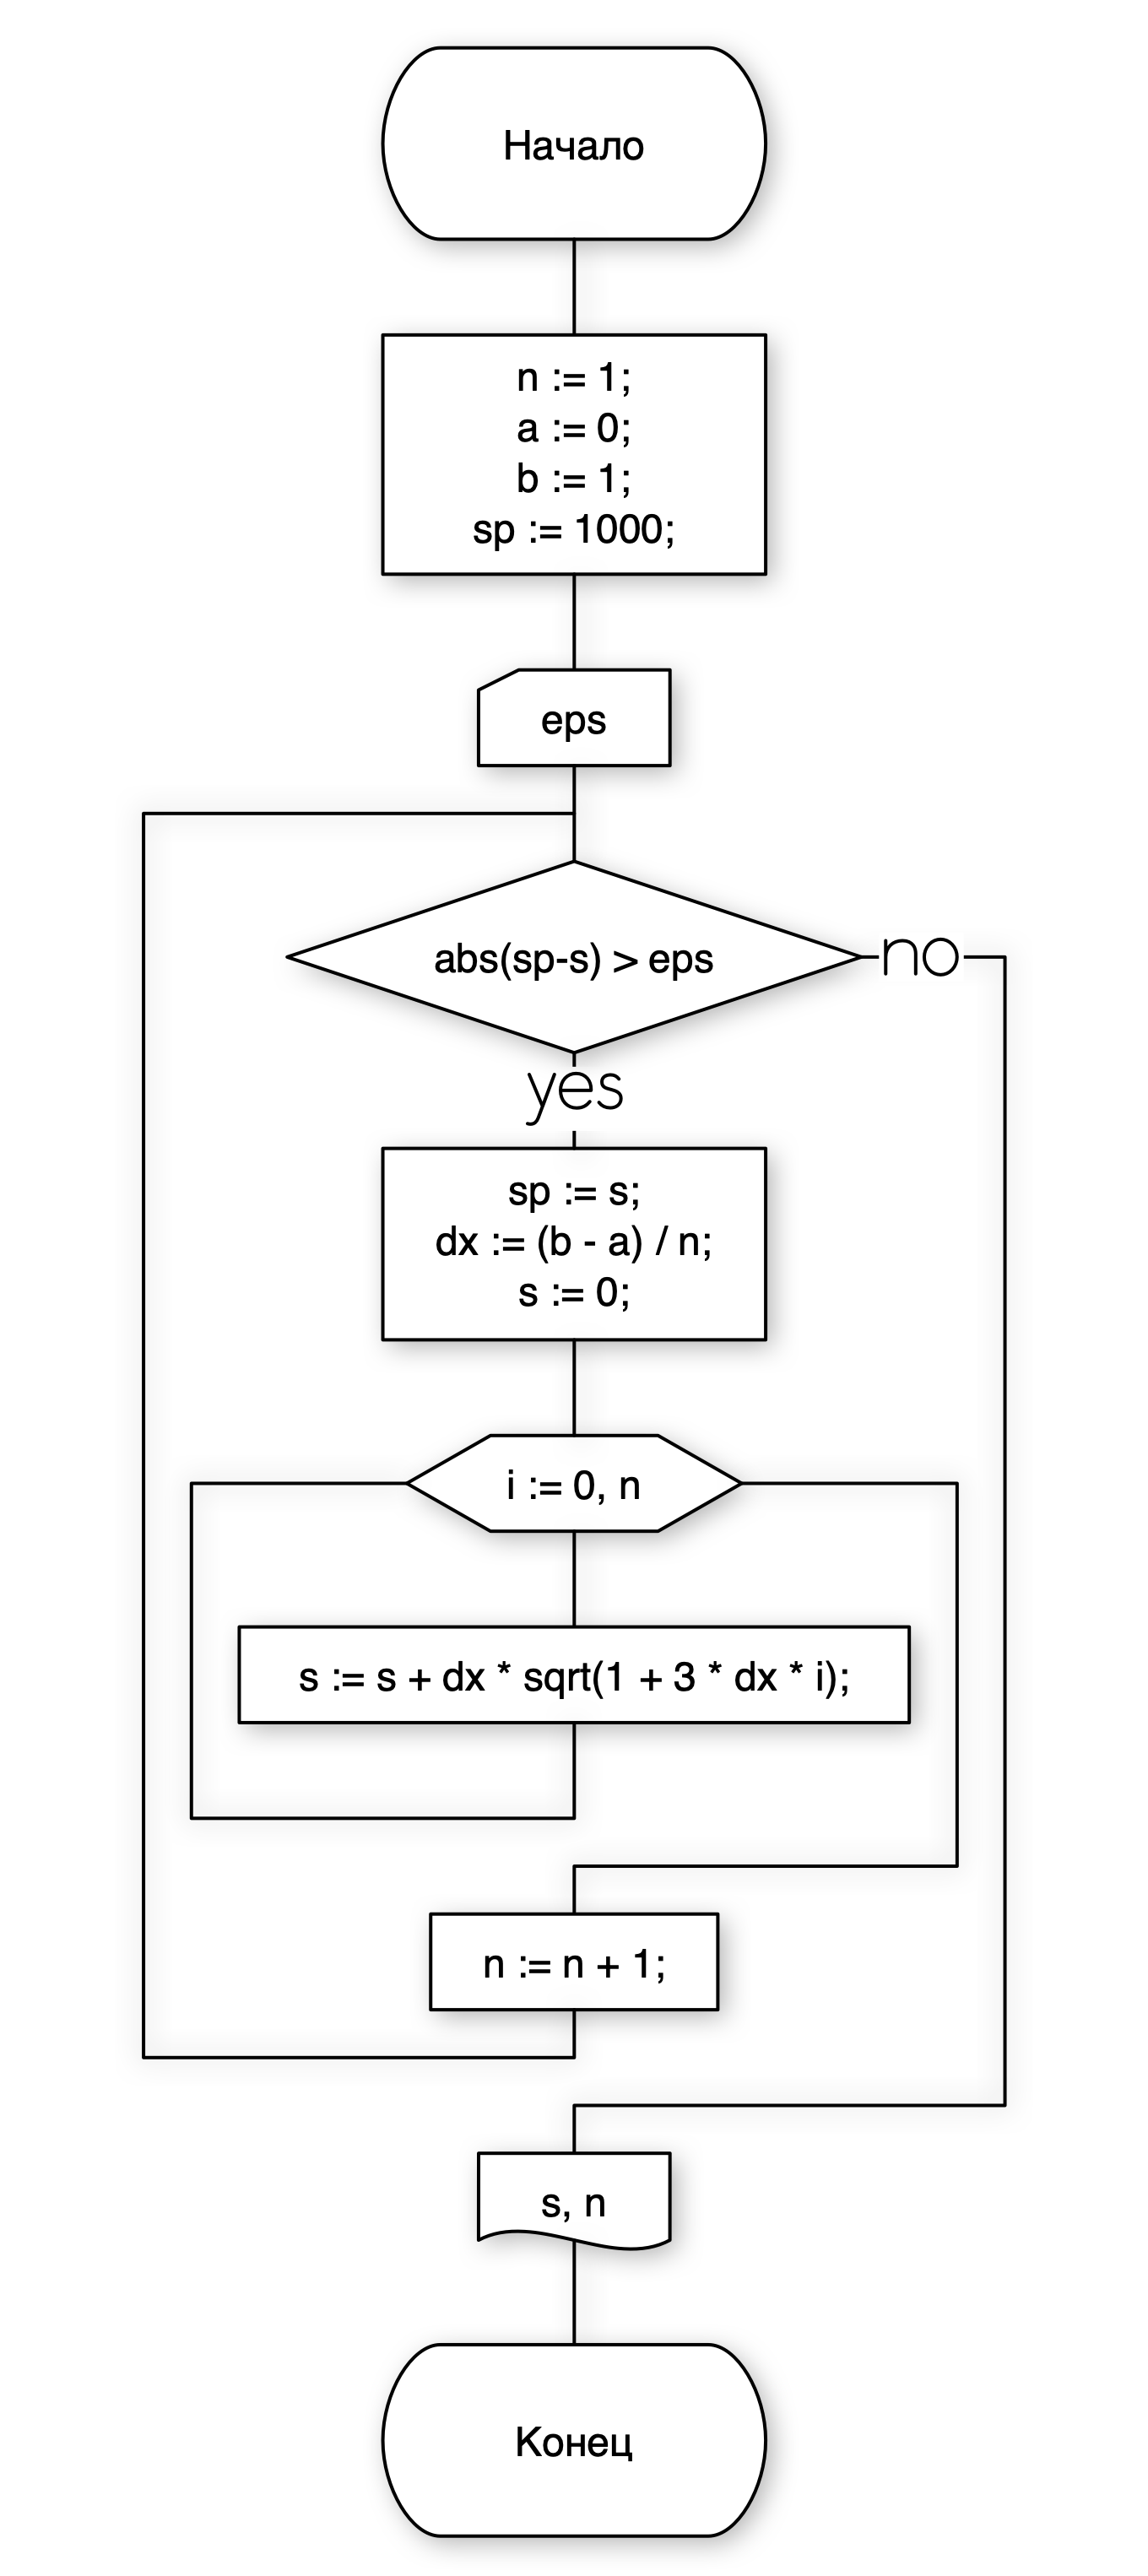 Начало
n := 1;
a := 0;
b := 1;
sp := 1000;
eps
abs(sp-s) > eps
no
yes
sp := s;
dx := (b - a) / n;
s := 0;
i := 0, n
s := s + dx * sqrt(1 + 3 * dx * i);
n := n + 1;
s, n
Конец